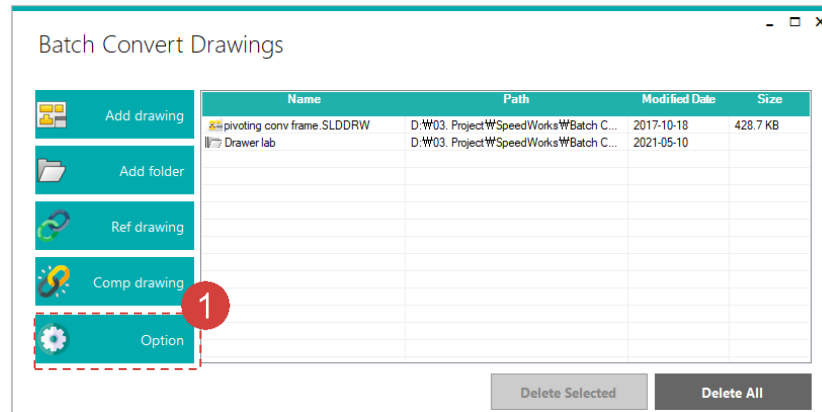 Batch Convert Drawings
Add drawing
Add folder
Ref drawing
Comp drawing
1
Option
Name Path Modified Date Size
pivoting conv frame.SLDDRW D:₩03. Project₩SpeedWorks₩Batch C... 2017-10-18 428.7 KB
Drawer lab D:₩03. Project₩SpeedWorks₩Batch C... 2021-05-10
Delete Selected Delete All